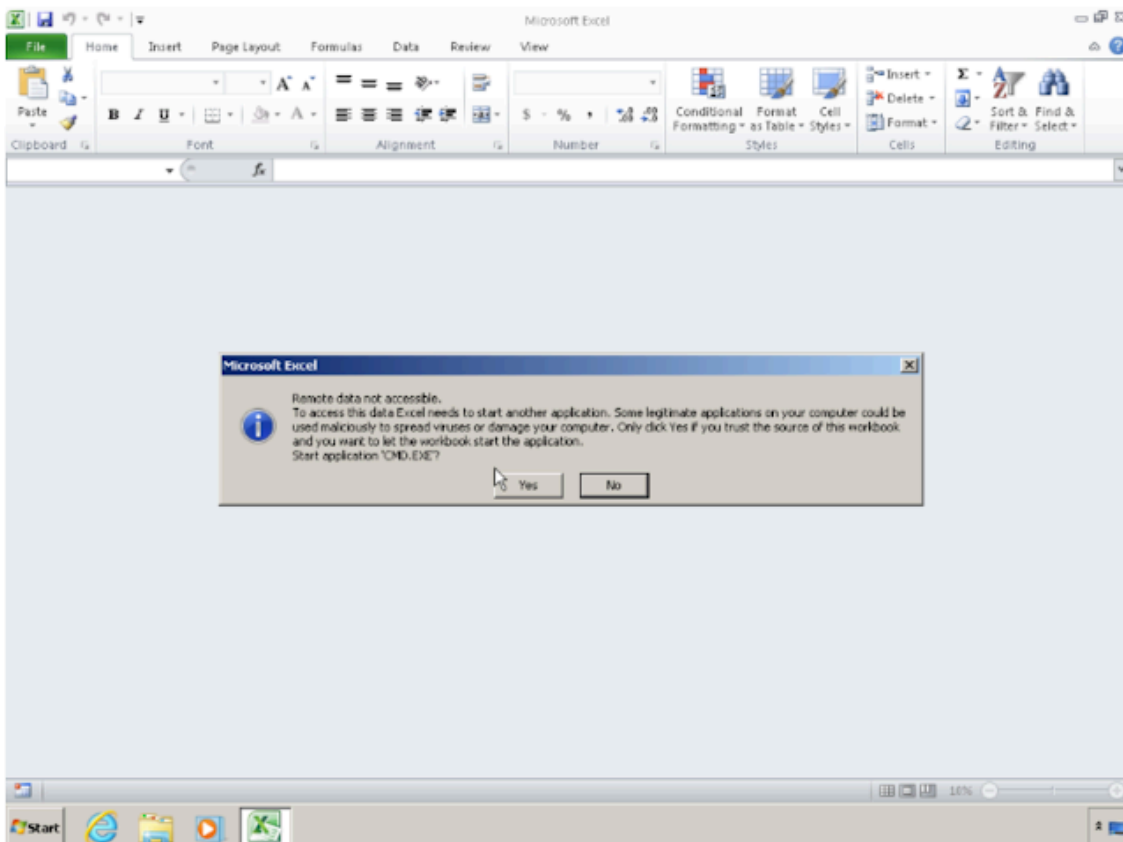 Microsoft Excel
File Home Insert Page Layout Formulas Data Review View
Paste
B I U A A A
$ % ,
Conditional Formatting as Table Cell Styles
Format
Insert
Delete
Format
Σ
Sort & Filter
Find & Select
Clipboard Font Alignment Number Styles Cells Editing
fx
Microsoft Excel
Remote data not accessible.
To access this data Excel needs to start another application. Some legitimate applications on your computer could be
used maliciously to spread viruses or damage your computer. Only click Yes if you trust the source of this workbook
and you want to let the workbook start the application.
Start application 'CMD.EXE'?
Yes No
Start